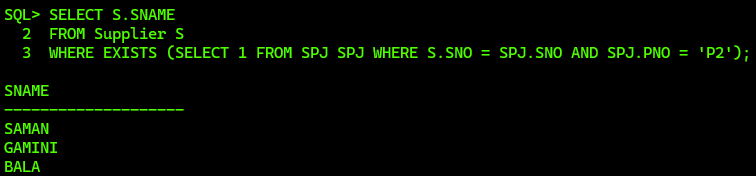 SQL> SELECT S.SNAME
  2  FROM Supplier S
  3  WHERE EXISTS (SELECT 1 FROM SPJ SPJ WHERE S.SNO = SPJ.SNO AND SPJ.PNO = 'P2');
SNAME
--------------------
SAMAN
GAMINI
BALA